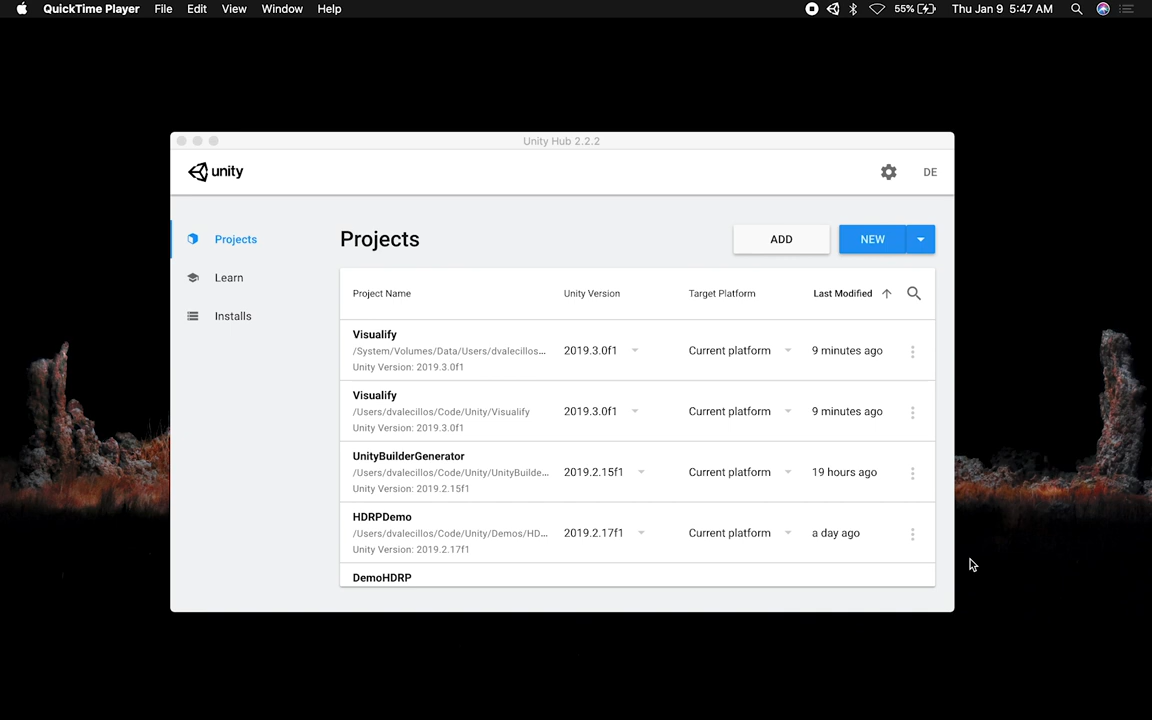 QuickTime Player File Edit View Window Help 55% Thu Jan 9 5:47 AM
Unity Hub 2.2.2
unity DE
Projects
Learn
Installs
Projects ADD NEW
Project Name Unity Version Target Platform Last Modified
Visualify
/System/Volumes/Data/Users/dvalecillos... 2019.3.0f1 Current platform 9 minutes ago
Unity Version: 2019.3.0f1
Visualify
/Users/dvalecillos/Code/Unity/Visualify 2019.3.0f1 Current platform 9 minutes ago
Unity Version: 2019.3.0f1
UnityBuilderGenerator
/Users/dvalecillos/Code/Unity/UnityBuilde... 2019.2.15f1 Current platform 19 hours ago
Unity Version: 2019.2.15f1
HDRPDemo
/Users/dvalecillos/Code/Unity/Demos/HD... 2019.2.17f1 Current platform a day ago
Unity Version: 2019.2.17f1
DemoHDRP